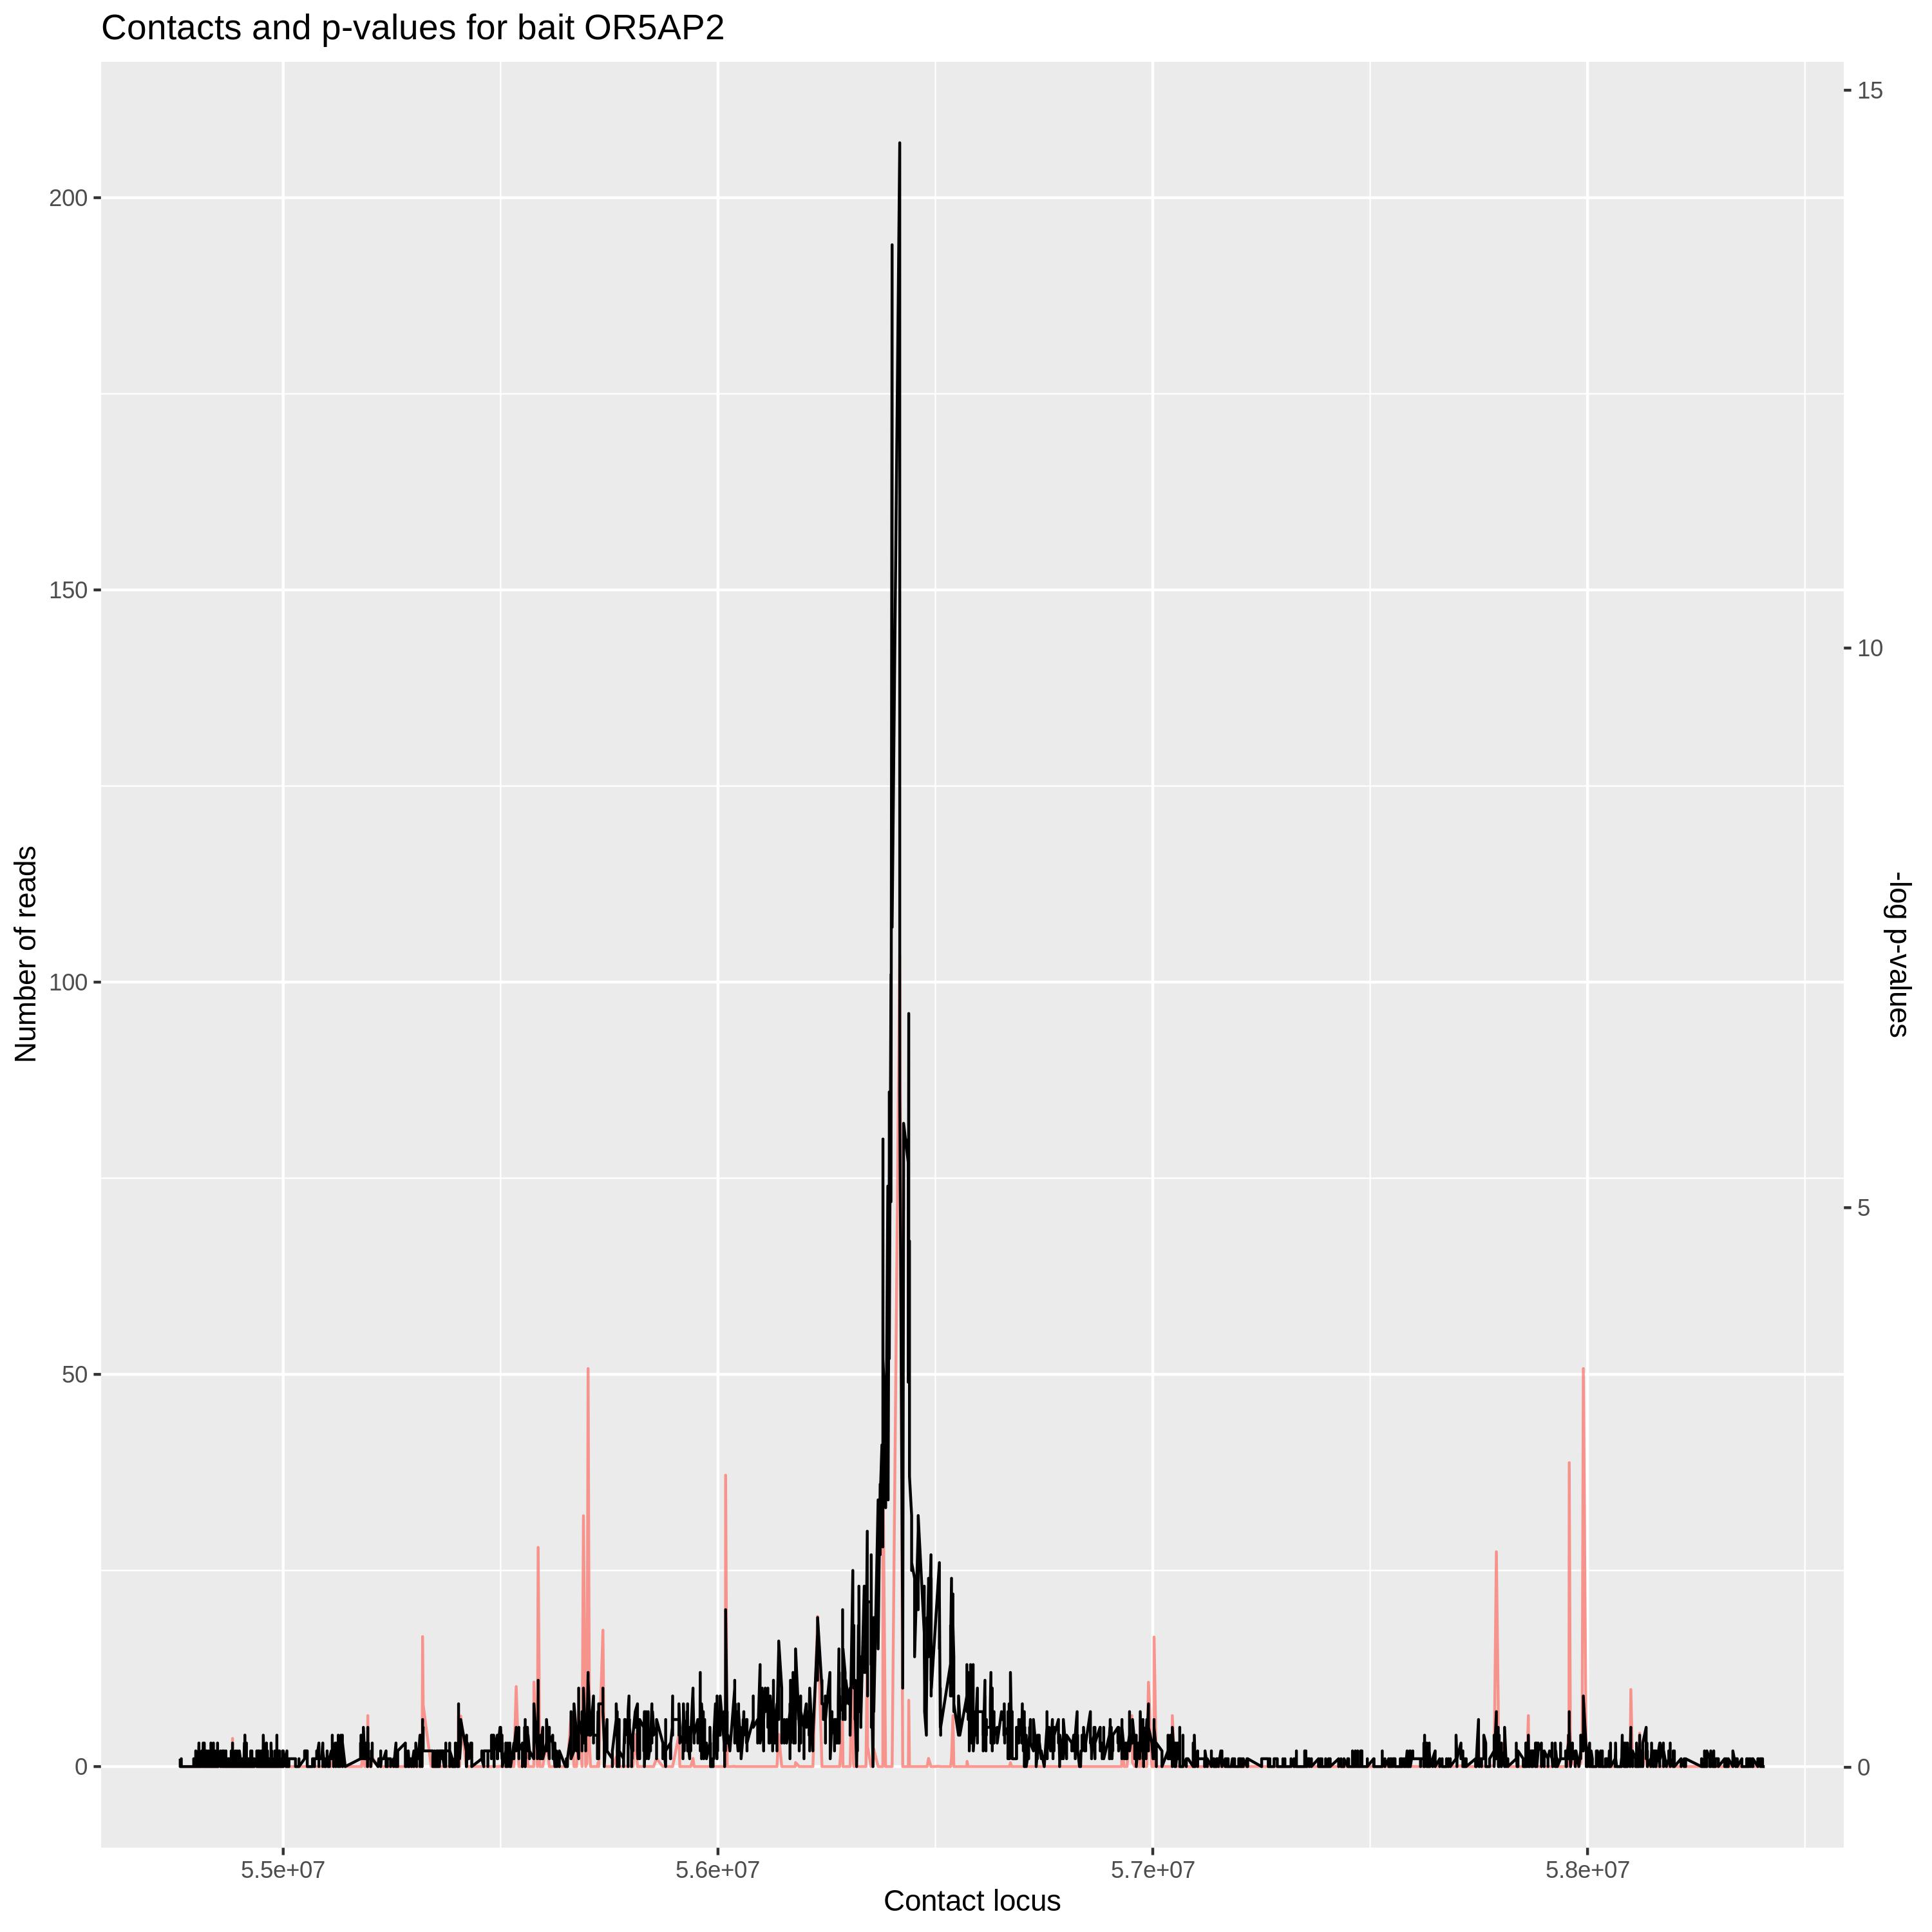 Contacts and p-values for bait OR5AP2
15
200
150
10
Number of reads
-log p-values
100
5
50
0
0
5.5e+07
5.6e+07
5.7e+07
5.8e+07
Contact locus